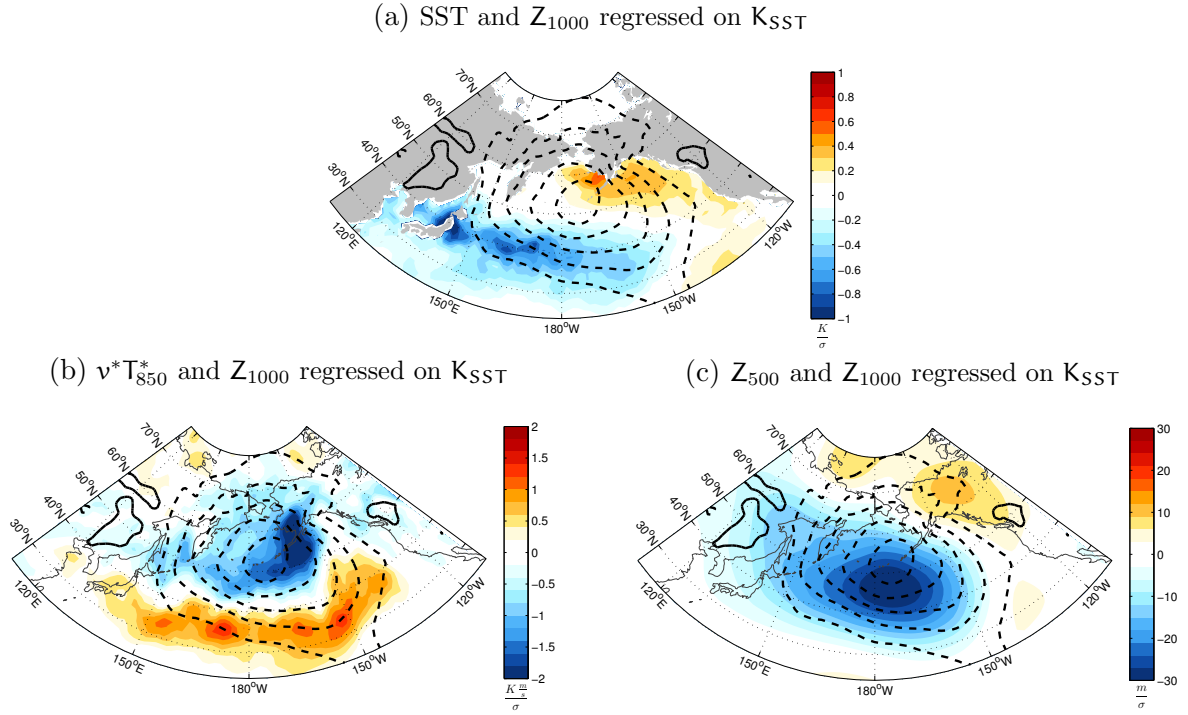 (a) SST and Z₁₀₀₀ regressed on K_SST
70°N
60°N
50°N
40°N
30°N
120°E
150°E
180°W
150°W
120°W
1
0.8
0.6
0.4
0.2
0
−0.2
−0.4
−0.6
−0.8
−1
K/σ
(b) v*T*₈₅₀ and Z₁₀₀₀ regressed on K_SST
70°N
60°N
50°N
40°N
30°N
120°E
150°E
180°W
150°W
120°W
2
1.5
1
0.5
0
−0.5
−1
−1.5
−2
K m/s / σ
(c) Z₅₀₀ and Z₁₀₀₀ regressed on K_SST
70°N
60°N
50°N
40°N
30°N
120°E
150°E
180°W
150°W
120°W
30
20
10
0
−10
−20
−30
m/σ